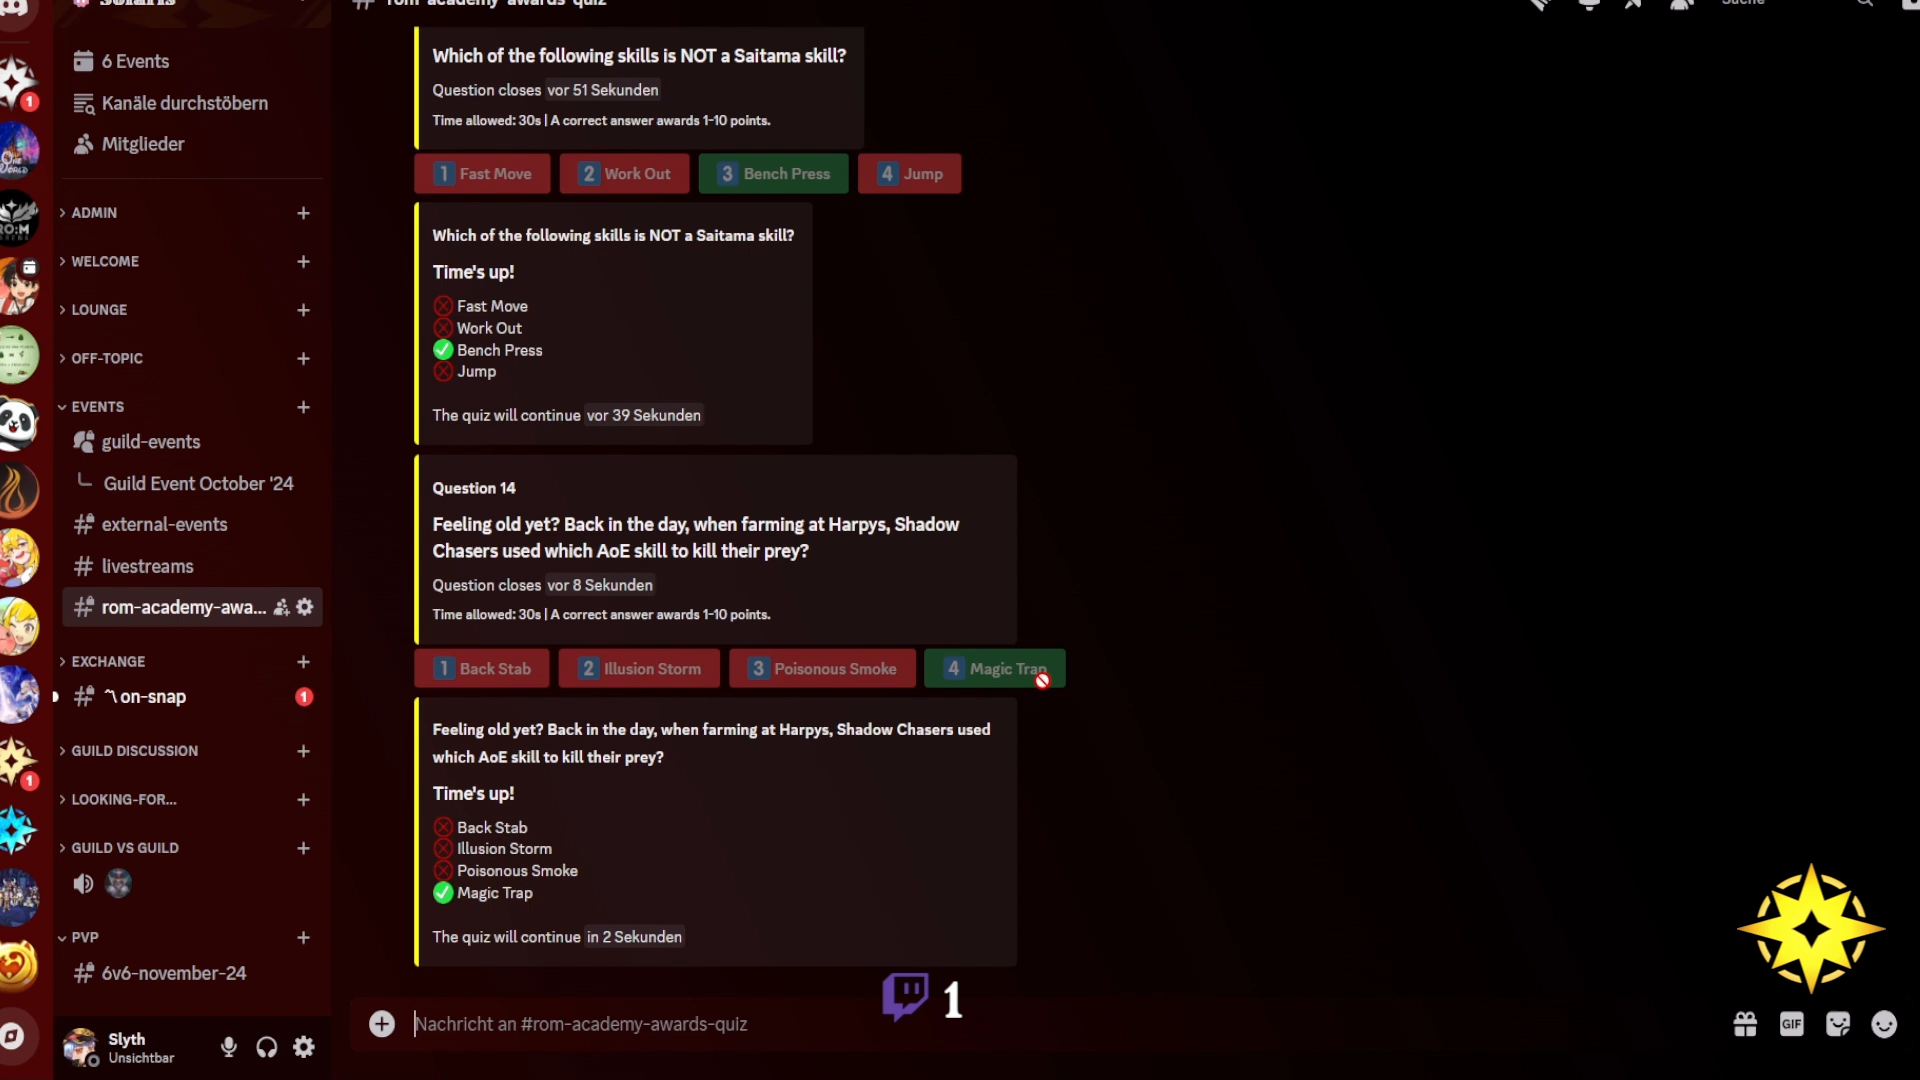 Solaris
6 Events
Kanäle durchstöbern
Mitglieder
ADMIN
WELCOME
LOUNGE
OFF-TOPIC
EVENTS
guild-events
Guild Event October '24
external-events
livestreams
rom-academy-awa...
EXCHANGE
on-snap
1
GUILD DISCUSSION
LOOKING-FOR...
GUILD VS GUILD
PVP
6v6-november-24
Slyth
Unsichtbar
1
1
rom-academy-awards-quiz
Suche
Which of the following skills is NOT a Saitama skill?
Question closes vor 51 Sekunden
Time allowed: 30s | A correct answer awards 1-10 points.
1 Fast Move 2 Work Out 3 Bench Press 4 Jump
Which of the following skills is NOT a Saitama skill?
Time's up!
Fast Move
Work Out
Bench Press
Jump
The quiz will continue vor 39 Sekunden
Question 14
Feeling old yet? Back in the day, when farming at Harpys, Shadow
Chasers used which AoE skill to kill their prey?
Question closes vor 8 Sekunden
Time allowed: 30s | A correct answer awards 1-10 points.
1 Back Stab 2 Illusion Storm 3 Poisonous Smoke 4 Magic Trap
Feeling old yet? Back in the day, when farming at Harpys, Shadow Chasers used
which AoE skill to kill their prey?
Time's up!
Back Stab
Illusion Storm
Poisonous Smoke
Magic Trap
The quiz will continue in 2 Sekunden
1
Nachricht an #rom-academy-awards-quiz
GIF